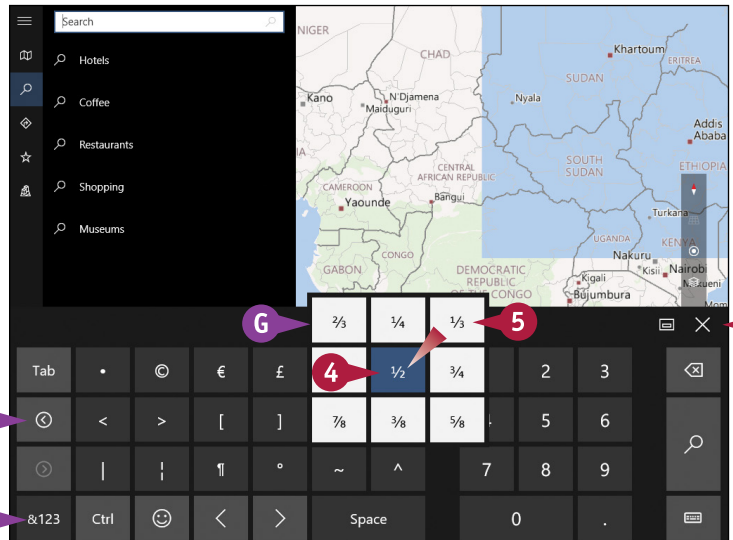 Search
Hotels
Coffee
Restaurants
Shopping
Museums
NIGER
CHAD
Khartoum
ERITREA
SUDAN
Kano
N'Djamena
Maiduguri
Nyala
Addis
Ababa
CENTRAL
AFRICAN REPUBLIC
SOUTH
SUDAN
ETHIOPIA
CAMEROON
Yaounde
Bangui
Turkana
UGANDA
KENYA
CONGO
Nakuru
GABON
DEMOCRATIC
REPUBLIC
OF THE CONGO
Kigali
Kisii
Nairobi
Bujumbura
G
⅔ ¼ ⅓
5
Tab • © € £
4
½ ¾ 2 3
< > [ ] ⅞ ⅜ ⅝ 5 6
| ¦ ¶ ° ~ ^ 7 8 9
&123 Ctrl Space 0 .